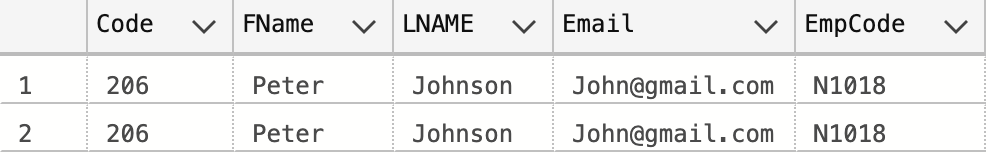 Code FName LNAME Email EmpCode
1 206 Peter Johnson John@gmail.com N1018
2 206 Peter Johnson John@gmail.com N1018